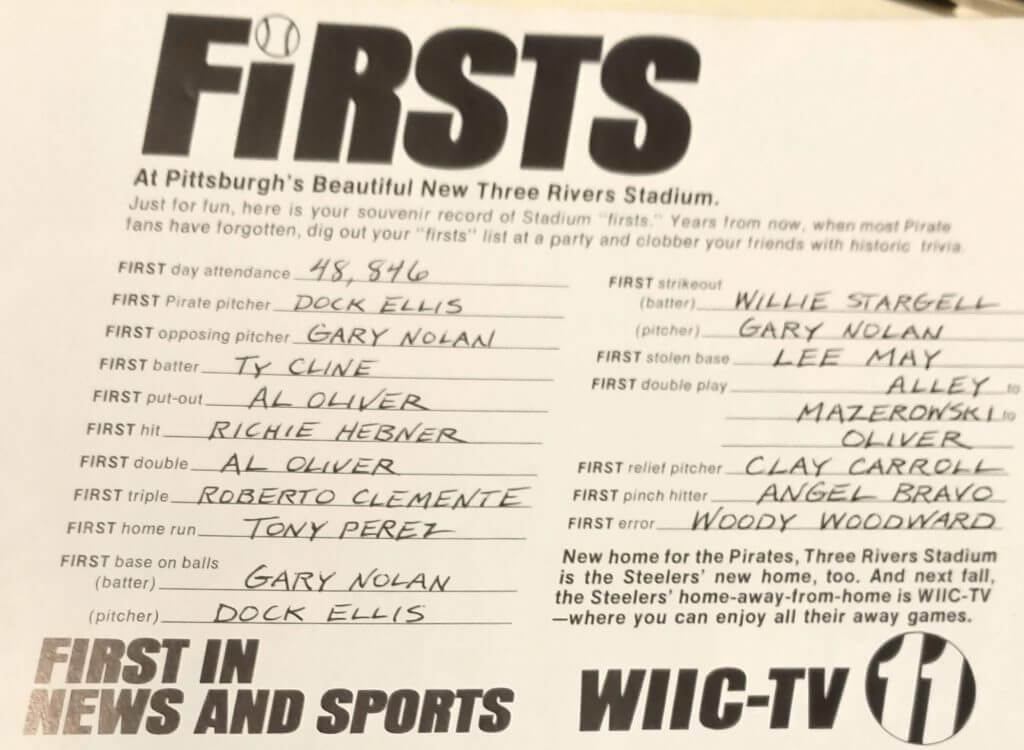 FiRSTS
At Pittsburgh's Beautiful New Three Rivers Stadium.
Just for fun, here is your souvenir record of Stadium "firsts." Years from now, when most Pirate
fans have forgotten, dig out your "firsts" list at a party and clobber your friends with historic trivia.
FIRST day attendance 48,846
FIRST Pirate pitcher DOCK ELLIS
FIRST opposing pitcher GARY NOLAN
FIRST batter TY CLINE
FIRST put-out AL OLIVER
FIRST hit RICHIE HEBNER
FIRST double AL OLIVER
FIRST triple ROBERTO CLEMENTE
FIRST home run TONY PEREZ
FIRST base on balls
(batter) GARY NOLAN
(pitcher) DOCK ELLIS
FIRST strikeout
(batter) WILLIE STARGELL
(pitcher) GARY NOLAN
FIRST stolen base LEE MAY
FIRST double play ALLEY to
MAZEROWSKI to
OLIVER
FIRST relief pitcher CLAY CARROLL
FIRST pinch hitter ANGEL BRAVO
FIRST error WOODY WOODWARD
New home for the Pirates, Three Rivers Stadium
is the Steelers' new home, too. And next fall,
the Steelers' home-away-from-home is WIIC-TV
—where you can enjoy all their away games.
FIRST IN
NEWS AND SPORTS
WIIC-TV 11